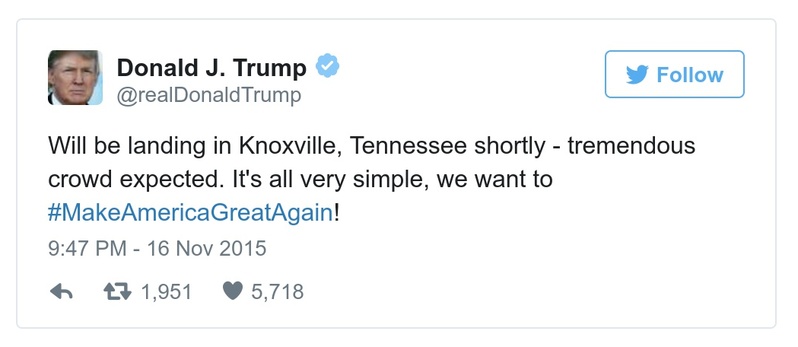 Donald J. Trump
@realDonaldTrump
Follow
Will be landing in Knoxville, Tennessee shortly - tremendous
crowd expected. It's all very simple, we want to
#MakeAmericaGreatAgain!
9:47 PM - 16 Nov 2015
1,951 5,718